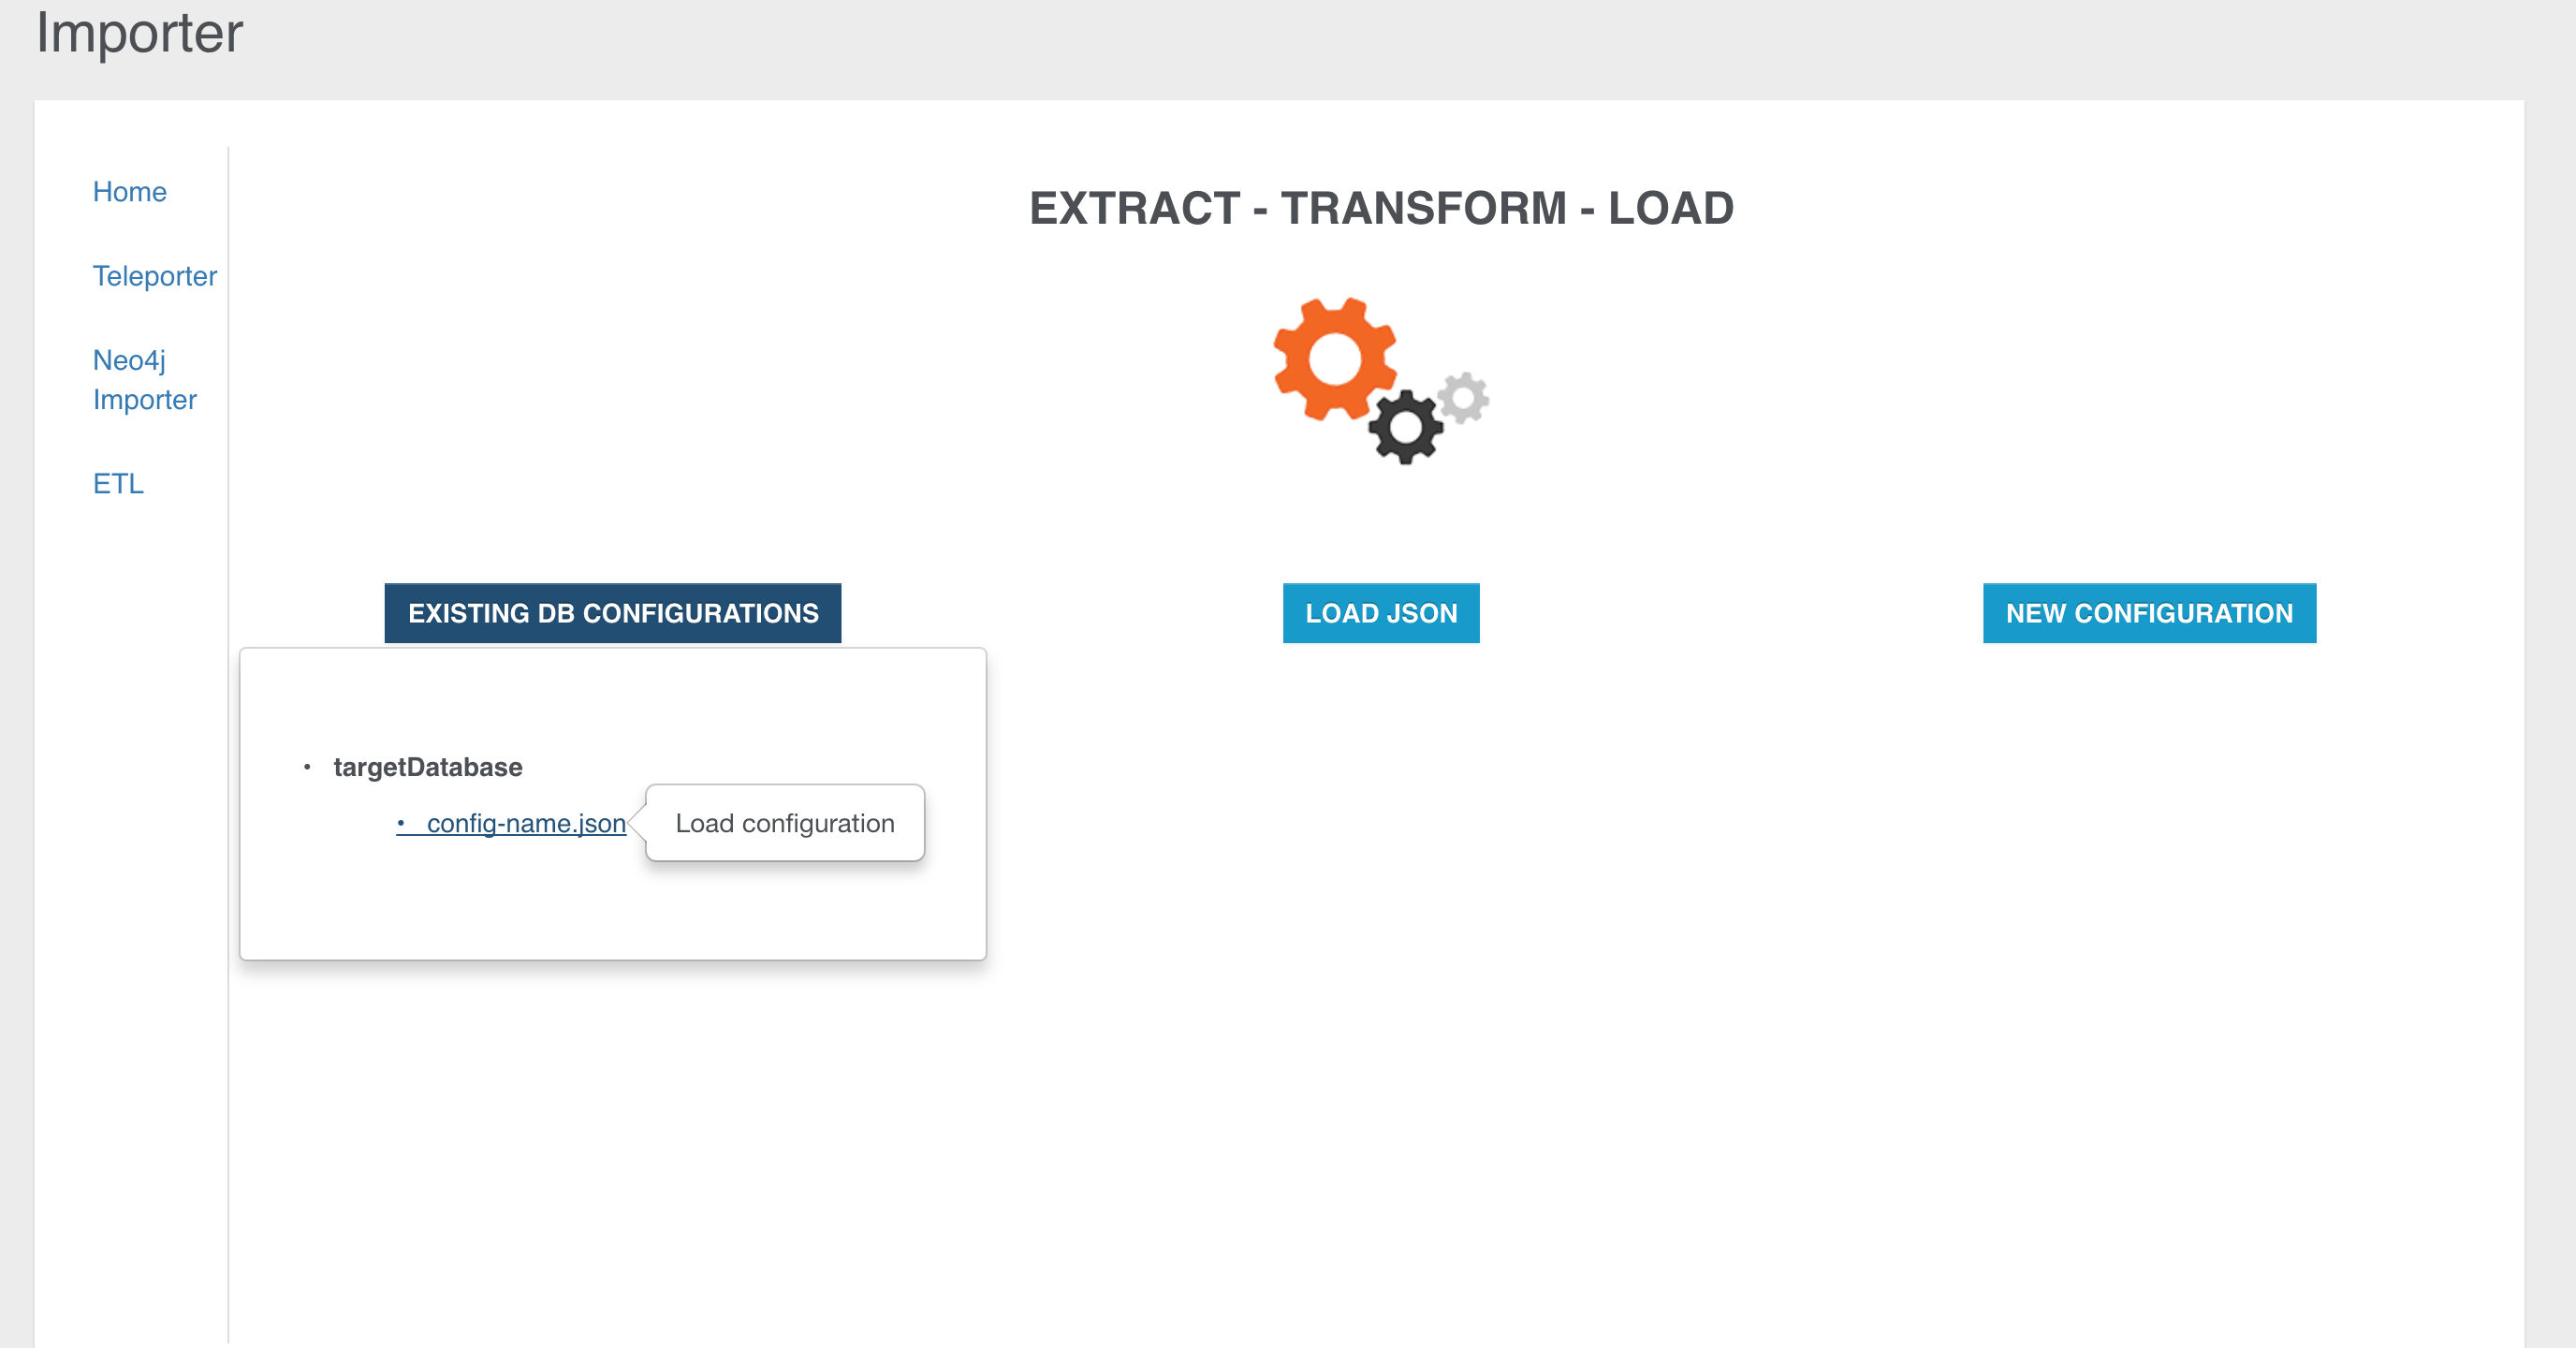 Importer
Home
Teleporter
Neo4j
Importer
ETL
EXTRACT - TRANSFORM - LOAD
EXISTING DB CONFIGURATIONS
LOAD JSON
NEW CONFIGURATION
• targetDatabase
• config-name.json
Load configuration